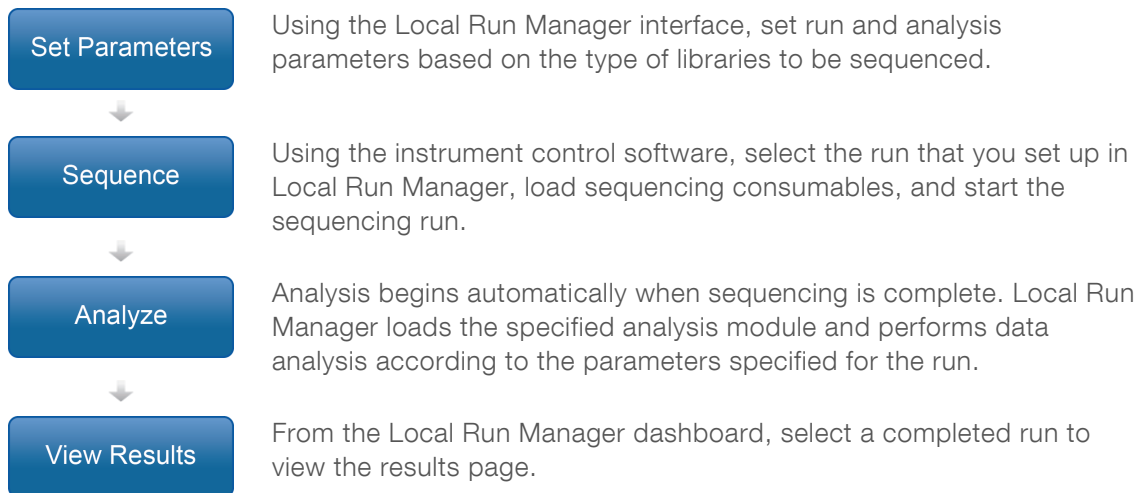 Set Parameters
Using the Local Run Manager interface, set run and analysis
parameters based on the type of libraries to be sequenced.
Sequence
Using the instrument control software, select the run that you set up in
Local Run Manager, load sequencing consumables, and start the
sequencing run.
Analyze
Analysis begins automatically when sequencing is complete. Local Run
Manager loads the specified analysis module and performs data
analysis according to the parameters specified for the run.
View Results
From the Local Run Manager dashboard, select a completed run to
view the results page.